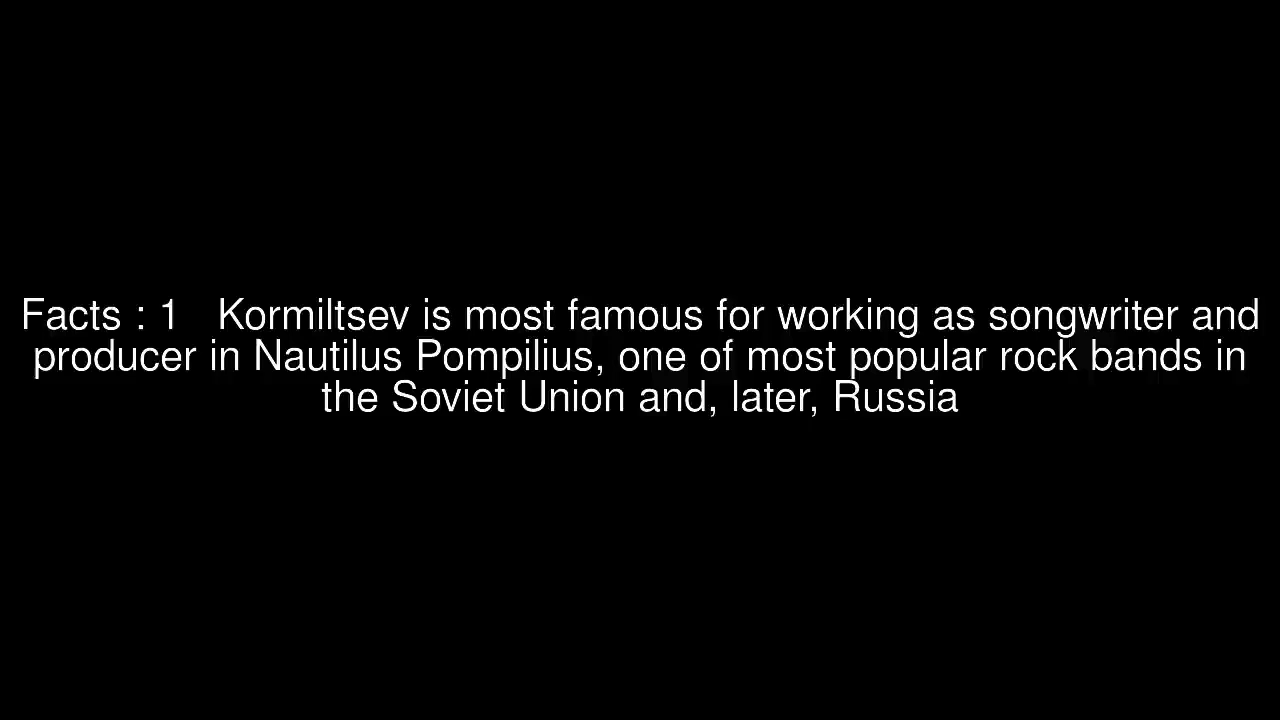 Facts : 1   Kormiltsev is most famous for working as songwriter and
producer in Nautilus Pompilius, one of most popular rock bands in
the Soviet Union and, later, Russia